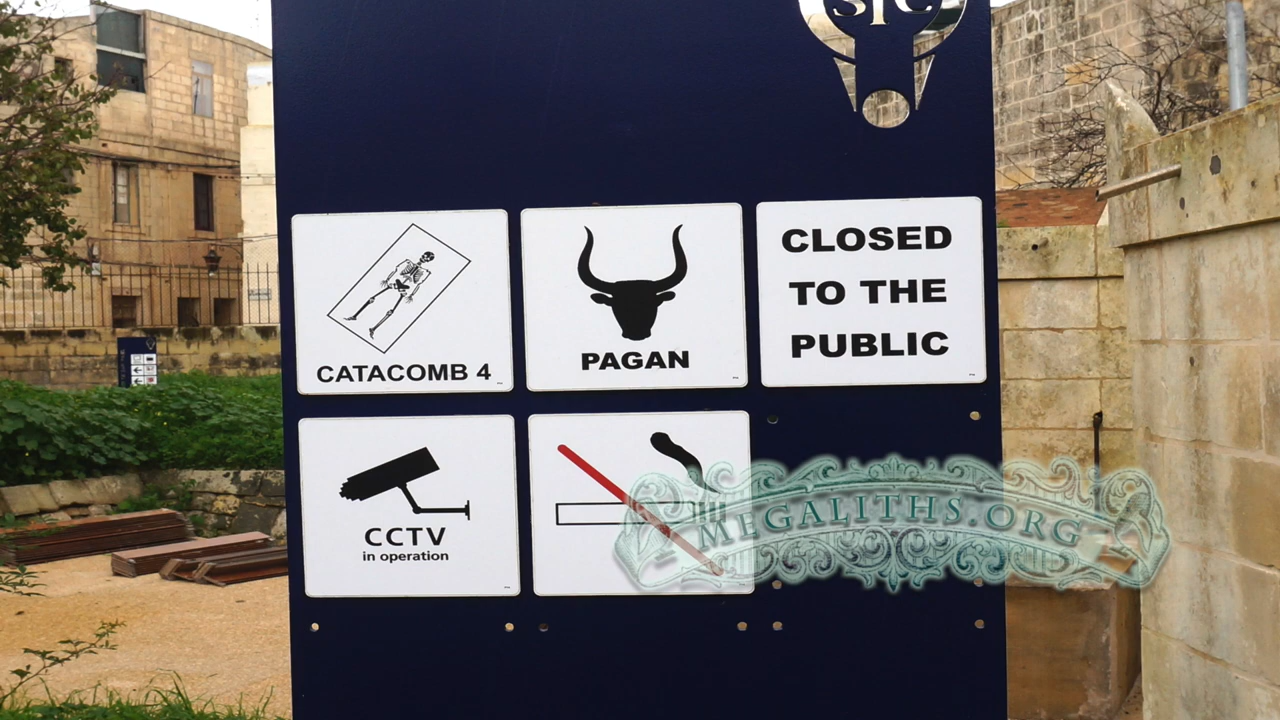 CATACOMB 4
PAGAN
CLOSED
TO THE
PUBLIC
CCTV
in operation
MEGALITHS.ORG